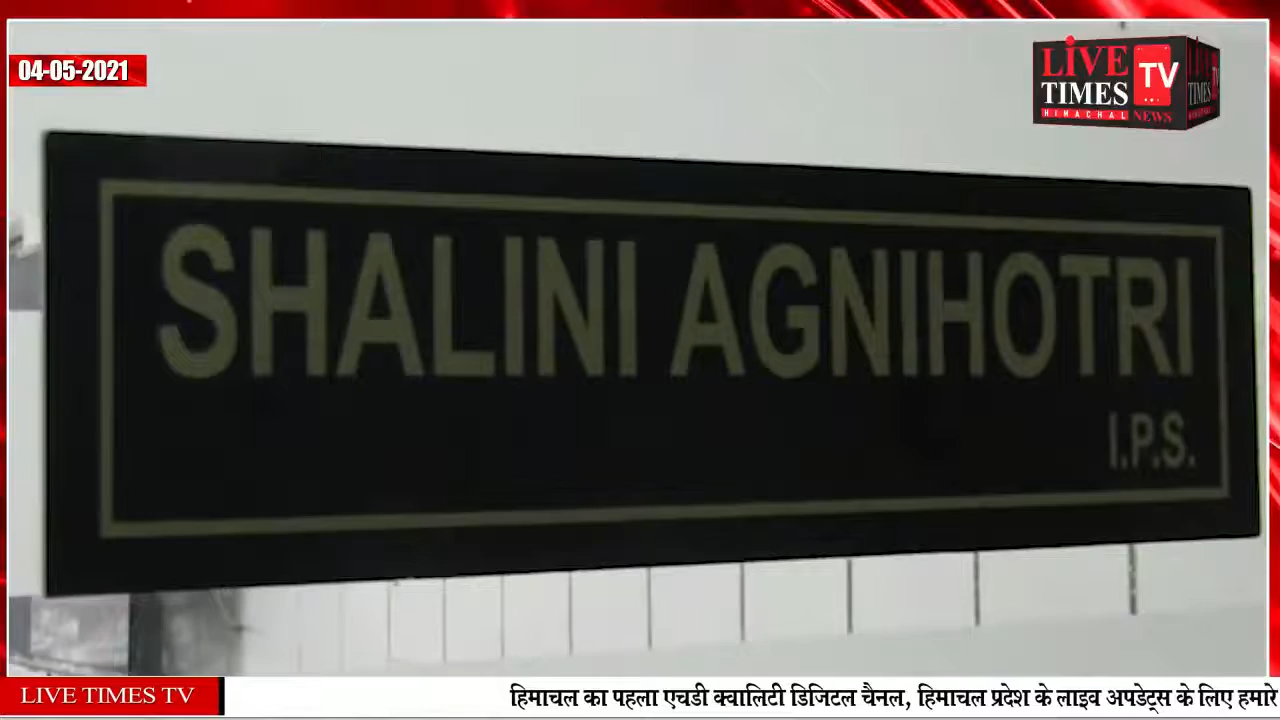 04-05-2021
LIVE
TIMES
TV
HIMACHAL NEWS
SHALINI AGNIHOTRI
I.P.S.
LIVE TIMES TV
हिमाचल का पहला एचडी क्वालिटी डिजिटल चैनल, हिमाचल प्रदेश के लाइव अपडेट्स के लिए हमारे